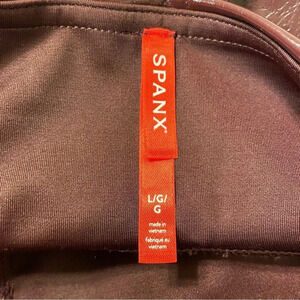 SPANX
L/G/
G
made in
vietnam
fabriqué au
vietnam